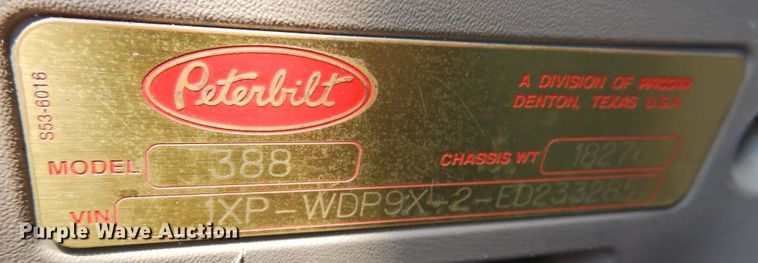 Peterbilt
A DIVISION OF PACCAR
DENTON, TEXAS U.S.A.
S53-6016
MODEL 388
CHASSIS WT 18276
VIN 1XP-WDP9X-2-ED233285
Purple Wave Auction